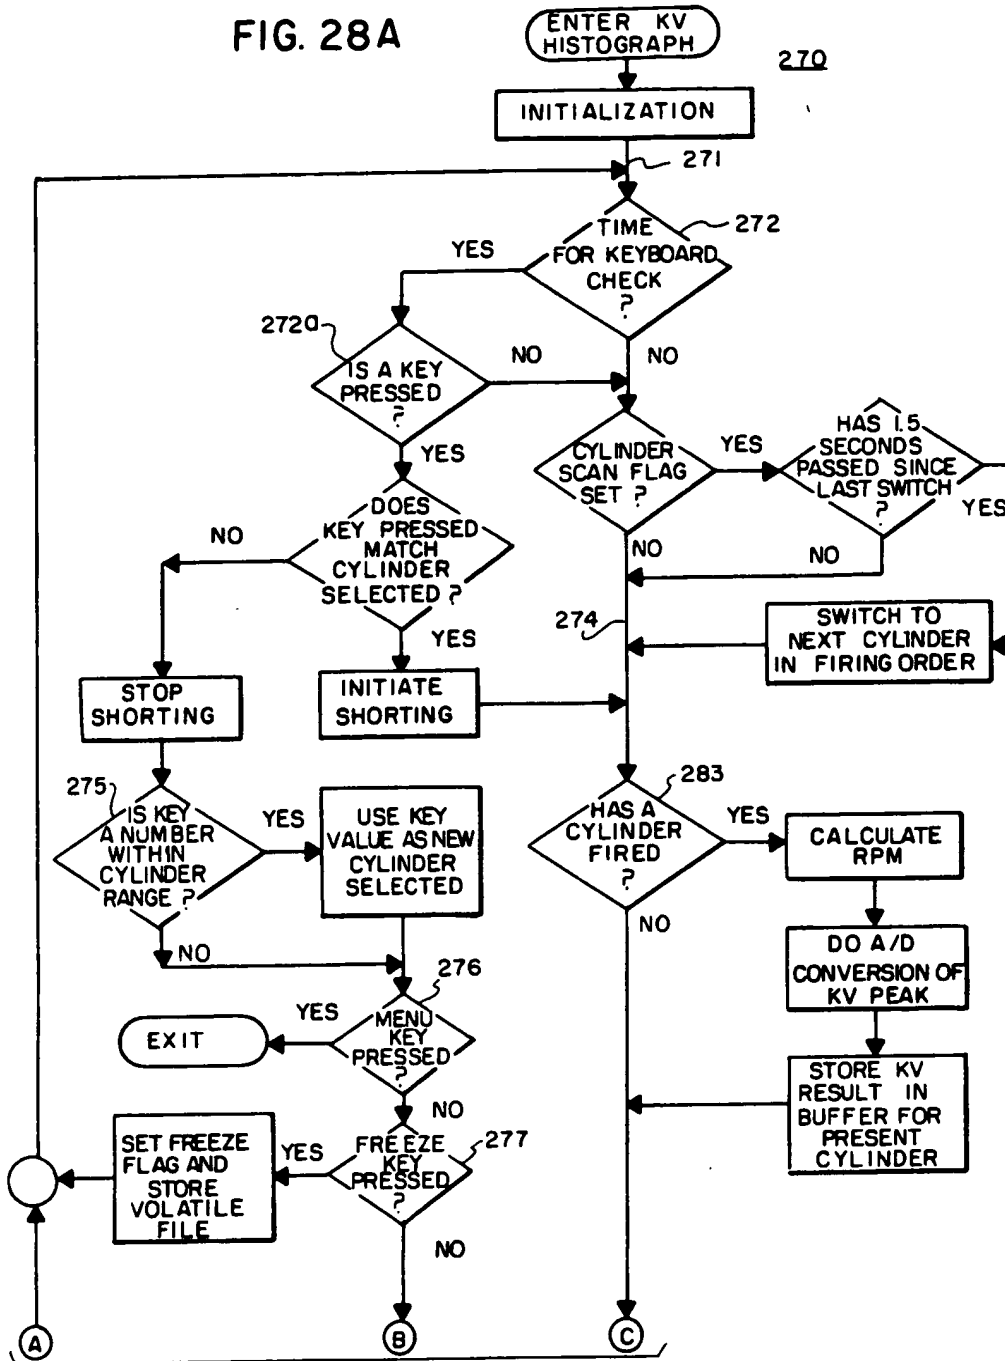 FIG. 28A
ENTER KV
HISTOGRAPH
270
INITIALIZATION
271
272
TIME
FOR KEYBOARD
CHECK
?
YES
NO
272a
IS A KEY
PRESSED
?
NO
YES
CYLINDER
SCAN FLAG
SET ?
YES
NO
HAS 1.5
SECONDS
PASSED SINCE
LAST SWITCH
?
YES
NO
DOES
KEY PRESSED
MATCH
CYLINDER
SELECTED ?
NO
YES
274
SWITCH TO
NEXT CYLINDER
IN FIRING ORDER
STOP
SHORTING
INITIATE
SHORTING
275
IS KEY
A NUMBER
WITHIN
CYLINDER
RANGE ?
YES
NO
USE KEY
VALUE AS NEW
CYLINDER
SELECTED
283
HAS A
CYLINDER
FIRED
?
YES
NO
CALCULATE
RPM
DO A/D
CONVERSION OF
KV PEAK
STORE KV
RESULT IN
BUFFER FOR
PRESENT
CYLINDER
276
MENU
KEY
PRESSED
?
YES
NO
EXIT
277
FREEZE
KEY
PRESSED
?
YES
NO
SET FREEZE
FLAG AND
STORE
VOLATILE
FILE
A
B
C